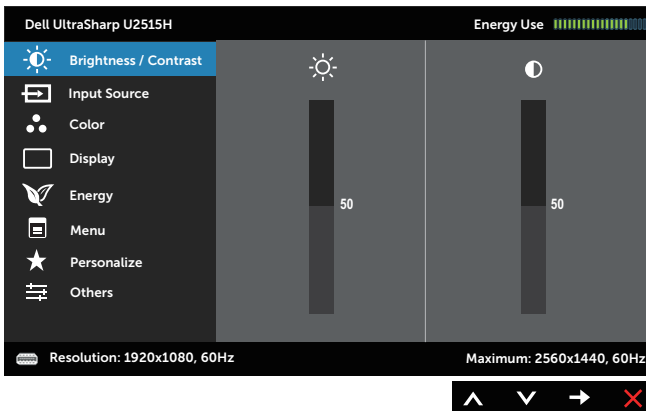 Dell UltraSharp U2515H
Energy Use
Brightness / Contrast
Input Source
Color
Display
Energy
Menu
Personalize
Others
50
50
Resolution: 1920x1080, 60Hz
Maximum: 2560x1440, 60Hz